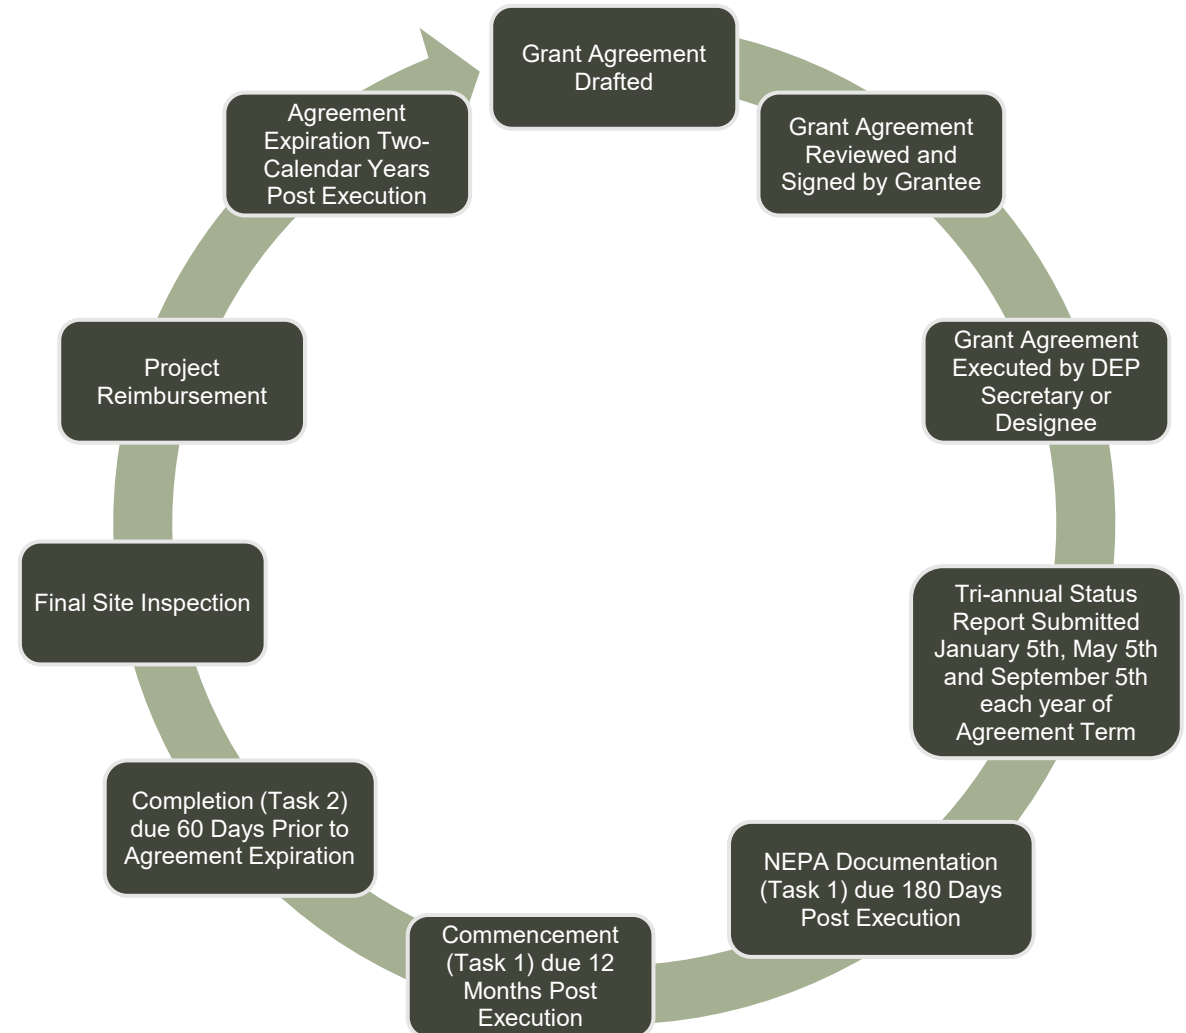 Grant Agreement
Drafted
Grant Agreement
Reviewed and
Signed by Grantee
Grant Agreement
Executed by DEP
Secretary or
Designee
Tri-annual Status
Report Submitted
January 5th, May 5th
and September 5th
each year of
Agreement Term
NEPA Documentation
(Task 1) due 180 Days
Post Execution
Commencement
(Task 1) due 12
Months Post
Execution
Completion (Task 2)
due 60 Days Prior to
Agreement Expiration
Final Site Inspection
Project
Reimbursement
Agreement
Expiration Two-
Calendar Years
Post Execution